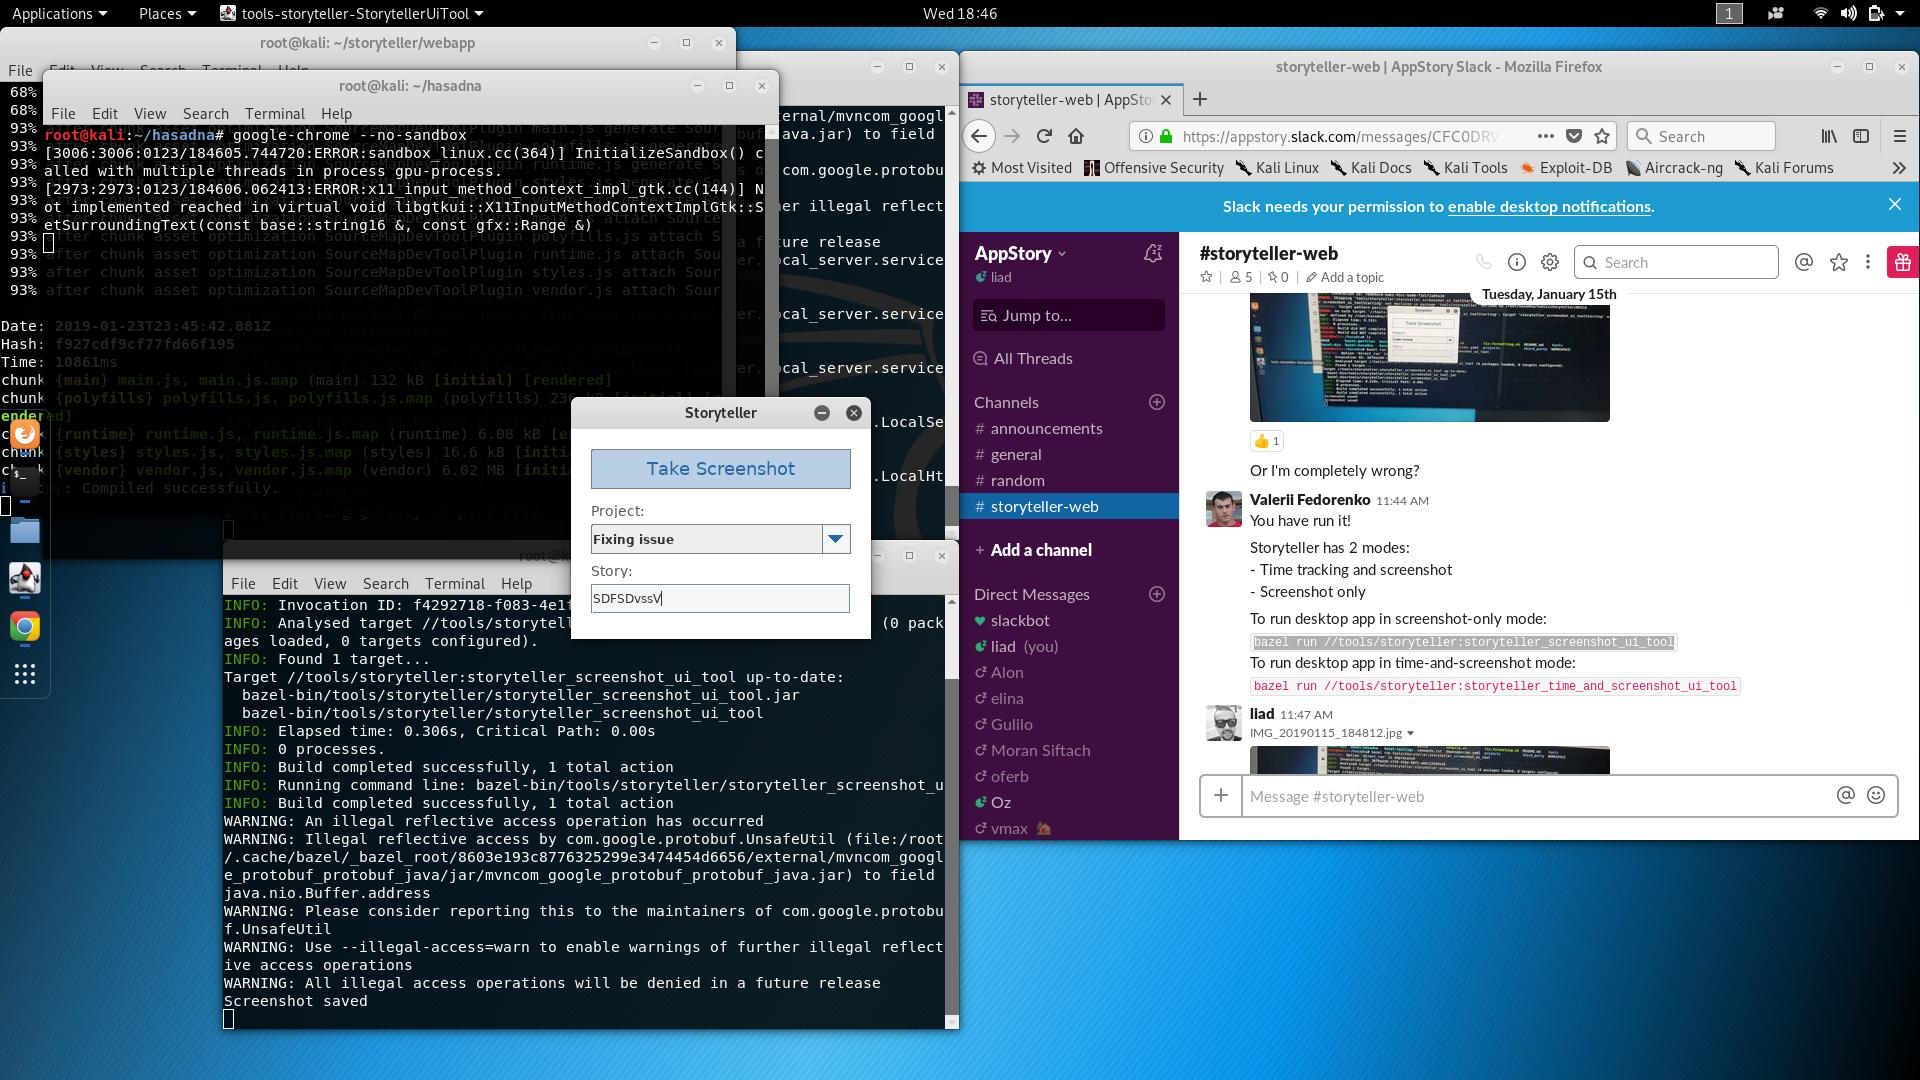 Applications
Places
tools-storyteller-StorytellerUiTool
Wed 18:46
1
root@kali: ~/storyteller/webapp
File Edit View Search Terminal Help
root@kali: ~/hasadna
File Edit View Search Terminal Help
root@kali:~/hasadna# google-chrome --no-sandbox
[3006:3006:0123/184605.744720:ERROR:sandbox_linux.cc(364)] InitializeSandbox() c
alled with multiple threads in process gpu-process.
[2973:2973:0123/184606.062413:ERROR:x11_input_method_context_impl_gtk.cc(144)] N
ot implemented reached in virtual void libgtkui::X11InputMethodContextImplGtk::S
etSurroundingText(const base::string16 &, const gfx::Range &)
68%
68%
93%
93%
93%
93%
93%
93%
93%
93% after chunk asset optimization SourceMapDevToolPlugin polyfills.js attach Sour
93% after chunk asset optimization SourceMapDevToolPlugin runtime.js attach Sour
93% after chunk asset optimization SourceMapDevToolPlugin styles.js attach Sour
93% after chunk asset optimization SourceMapDevToolPlugin vendor.js attach Sour
Date: 2019-01-23T23:45:42.881Z
Hash: f927cdf9cf77fd66f195
Time: 10861ms
chunk {main} main.js, main.js.map (main) 132 kB [initial] [rendered]
chunk {polyfills} polyfills.js, polyfills.js.map (polyfills)
endered]
{runtime} runtime.js, runtime.js.map (runtime) 6.08 kB
chunk {styles} styles.js, styles.js.map (styles) 16.6 kB
{vendor} vendor.js, vendor.js.map (vendor) 6.02 MB
: Compiled successfully.
ternal/mvncom_googl
ava.jar) to field
com.google.protobu
er illegal reflect
ture release
ocal_server.service
ocal_server.service
ocal_server.service
.LocalSe
.LocalHt
Storyteller
Take Screenshot
Project:
Fixing issue
Story:
SDFSDvssV
File Edit View Search Terminal Help
INFO: Invocation ID: f4292718-f083-4e1f
INFO: Analysed target //tools/storytel (0 pack
ages loaded, 0 targets configured).
INFO: Found 1 target...
Target //tools/storyteller:storyteller_screenshot_ui_tool up-to-date:
bazel-bin/tools/storyteller/storyteller_screenshot_ui_tool.jar
bazel-bin/tools/storyteller/storyteller_screenshot_ui_tool
INFO: Elapsed time: 0.306s, Critical Path: 0.00s
INFO: 0 processes.
INFO: Build completed successfully, 1 total action
INFO: Running command line: bazel-bin/tools/storyteller/storyteller_screenshot_u
INFO: Build completed successfully, 1 total action
WARNING: An illegal reflective access operation has occurred
WARNING: Illegal reflective access by com.google.protobuf.UnsafeUtil (file:/root
/.cache/bazel/_bazel_root/8603e193c8776325299e3474454d6656/external/mvncom_googl
e_protobuf_protobuf_java/jar/mvncom_google_protobuf_protobuf_java.jar) to field
java.nio.Buffer.address
WARNING: Please consider reporting this to the maintainers of com.google.protobu
f.UnsafeUtil
WARNING: Use --illegal-access=warn to enable warnings of further illegal reflect
ive access operations
WARNING: All illegal access operations will be denied in a future release
Screenshot saved
storyteller-web | AppStory Slack - Mozilla Firefox
storyteller-web | AppSto
https://appstory.slack.com/messages/CFC0DRV
Search
Most Visited
Offensive Security
Kali Linux
Kali Docs
Kali Tools
Exploit-DB
Aircrack-ng
Kali Forums
Slack needs your permission to enable desktop notifications.
AppStory
liad
Jump to...
All Threads
Channels
# announcements
# general
# random
# storyteller-web
+ Add a channel
Direct Messages
slackbot
liad (you)
Alon
elina
Gulilo
Moran Siftach
oferb
Oz
vmax
#storyteller-web
5
0
Add a topic
Search
Tuesday, January 15th
1
Or I'm completely wrong?
Valerii Fedorenko 11:44 AM
You have run it!
Storyteller has 2 modes:
- Time tracking and screenshot
- Screenshot only
To run desktop app in screenshot-only mode:
bazel run //tools/storyteller:storyteller_screenshot_ui_tool
To run desktop app in time-and-screenshot mode:
bazel run //tools/storyteller:storyteller_time_and_screenshot_ui_tool
liad 11:47 AM
IMG_20190115_184812.jpg
Message #storyteller-web